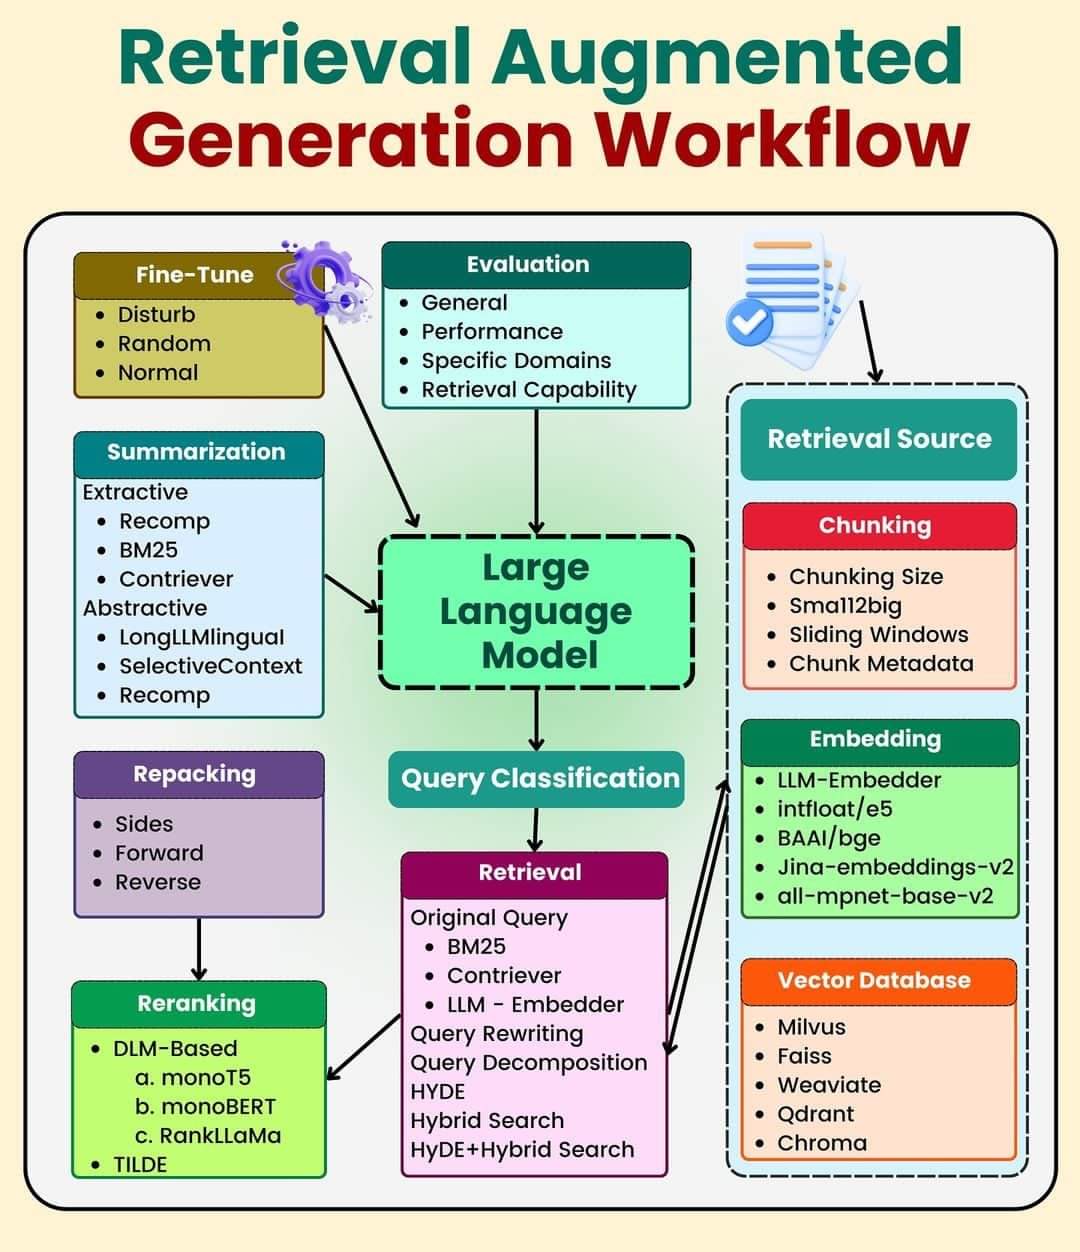 Retrieval Augmented
Generation Workflow
Fine-Tune
• Disturb
• Random
• Normal
Evaluation
• General
• Performance
• Specific Domains
• Retrieval Capability
Summarization
Extractive
• Recomp
• BM25
• Contriever
Abstractive
• LongLLMlingual
• SelectiveContext
• Recomp
Large
Language
Model
Query Classification
Repacking
• Sides
• Forward
• Reverse
Reranking
• DLM-Based
a. monoT5
b. monoBERT
c. RankLLaMa
• TILDE
Retrieval
Original Query
• BM25
• Contriever
• LLM - Embedder
Query Rewriting
Query Decomposition
HYDE
Hybrid Search
HyDE+Hybrid Search
Retrieval Source
Chunking
• Chunking Size
• Sma112big
• Sliding Windows
• Chunk Metadata
Embedding
• LLM-Embedder
• intfloat/e5
• BAAI/bge
• Jina-embeddings-v2
• all-mpnet-base-v2
Vector Database
• Milvus
• Faiss
• Weaviate
• Qdrant
• Chroma